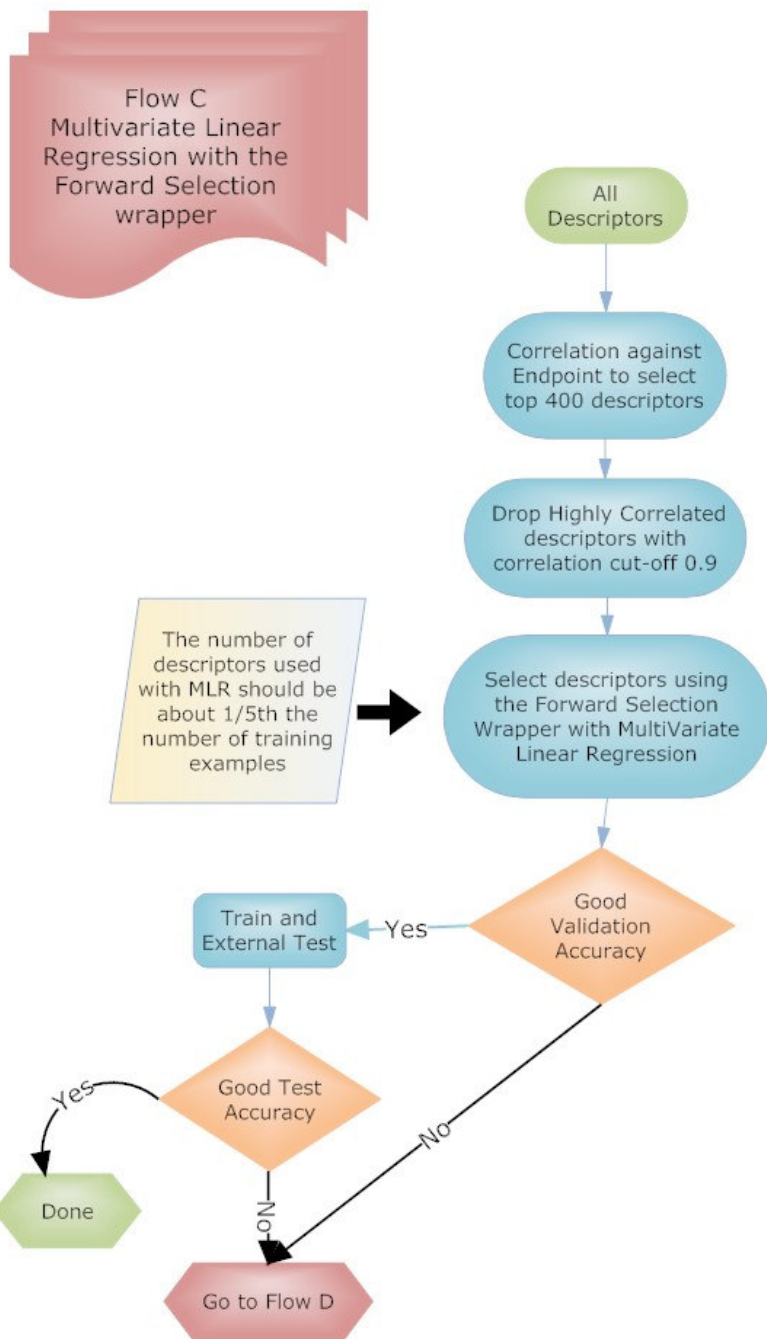 Flow C
Multivariate Linear
Regression with the
Forward Selection
wrapper
All
Descriptors
Correlation against
Endpoint to select
top 400 descriptors
Drop Highly Correlated
descriptors with
correlation cut-off 0.9
The number of
descriptors used
with MLR should be
about 1/5th the
number of training
examples
Select descriptors using
the Forward Selection
Wrapper with MultiVariate
Linear Regression
Good
Validation
Accuracy
Yes
Train and
External Test
No
Good Test
Accuracy
Yes
No
Done
Go to Flow D